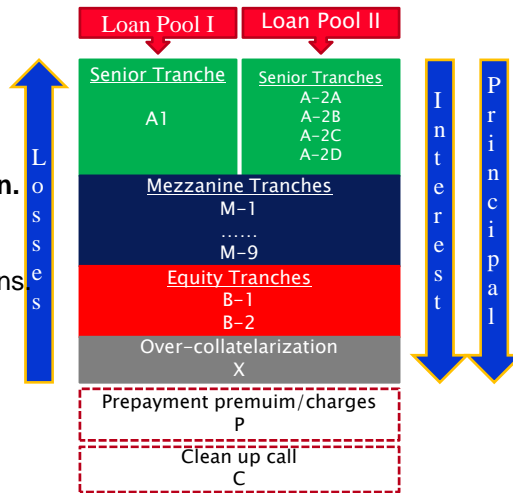 Loan Pool I
Loan Pool II
Senior Tranche
A1
Senior Tranches
A-2A
A-2B
A-2C
A-2D
Mezzanine Tranches
M-1
......
M-9
Equity Tranches
B-1
B-2
Over-collatelarization
X
Prepayment premuim/charges
P
Clean up call
C
Losses
Interest
Principal
n.
ns.